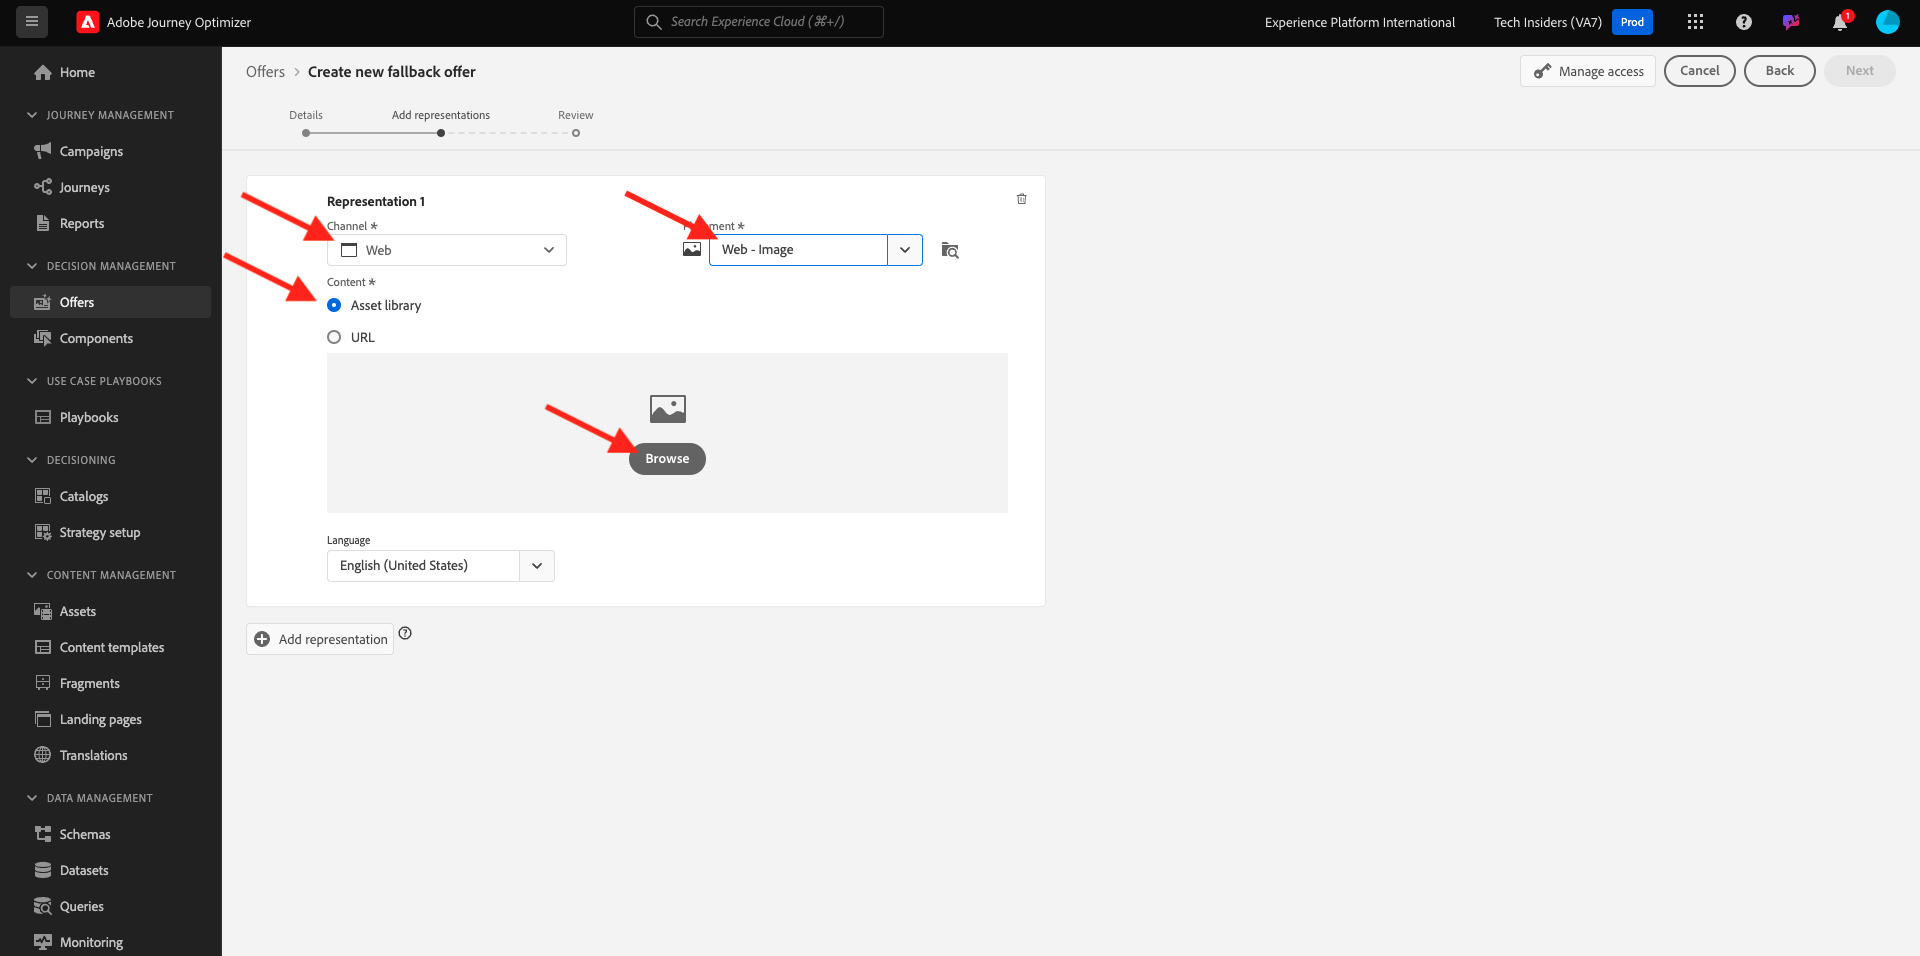 Adobe Journey Optimizer
Search Experience Cloud (⌘+/)
Experience Platform International
Tech Insiders (VA7)
Prod
1
Home
JOURNEY MANAGEMENT
Campaigns
Journeys
Reports
DECISION MANAGEMENT
Offers
Components
USE CASE PLAYBOOKS
Playbooks
DECISIONING
Catalogs
Strategy setup
CONTENT MANAGEMENT
Assets
Content templates
Fragments
Landing pages
Translations
DATA MANAGEMENT
Schemas
Datasets
Queries
Monitoring
Offers > Create new fallback offer
Manage access
Cancel
Back
Next
Details
Add representations
Review
Representation 1
Channel *
Web
ment *
Web - Image
Content *
Asset library
URL
Browse
Language
English (United States)
Add representation